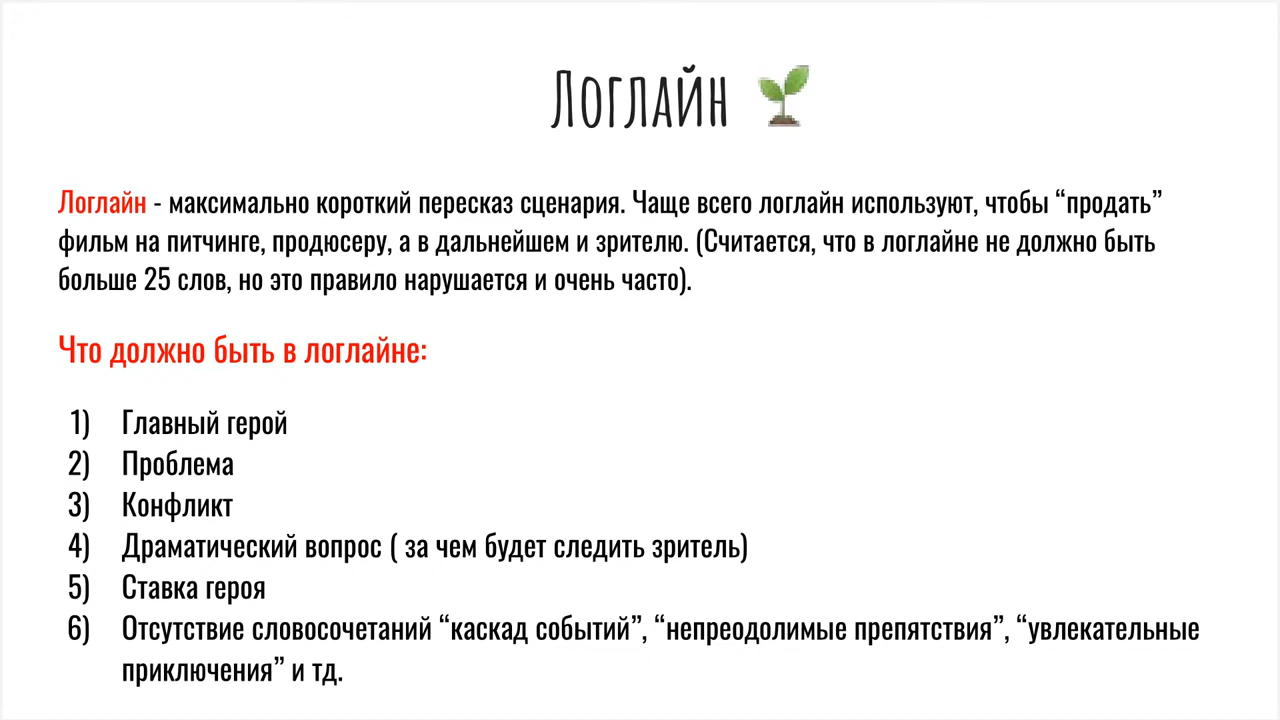 Логлайн
Логлайн - максимально короткий пересказ сценария. Чаще всего логлайн используют, чтобы “продать”
фильм на питчинге, продюсеру, а в дальнейшем и зрителю. (Считается, что в логлайне не должно быть
больше 25 слов, но это правило нарушается и очень часто).
Что должно быть в логлайне:
1) Главный герой
2) Проблема
3) Конфликт
4) Драматический вопрос ( за чем будет следить зритель)
5) Ставка героя
6) Отсутствие словосочетаний “каскад событий”, “непреодолимые препятствия”, “увлекательные
приключения” и тд.